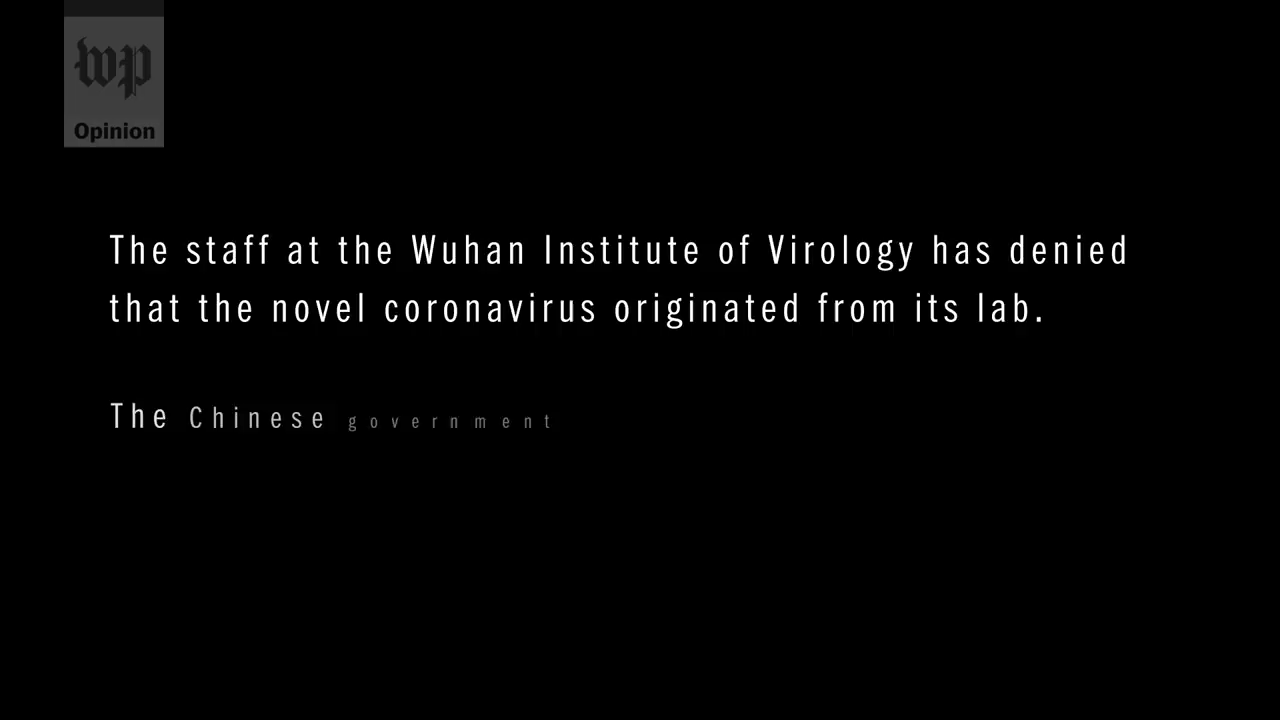 wp
Opinion
The staff at the Wuhan Institute of Virology has denied
that the novel coronavirus originated from its lab.
The Chinese government